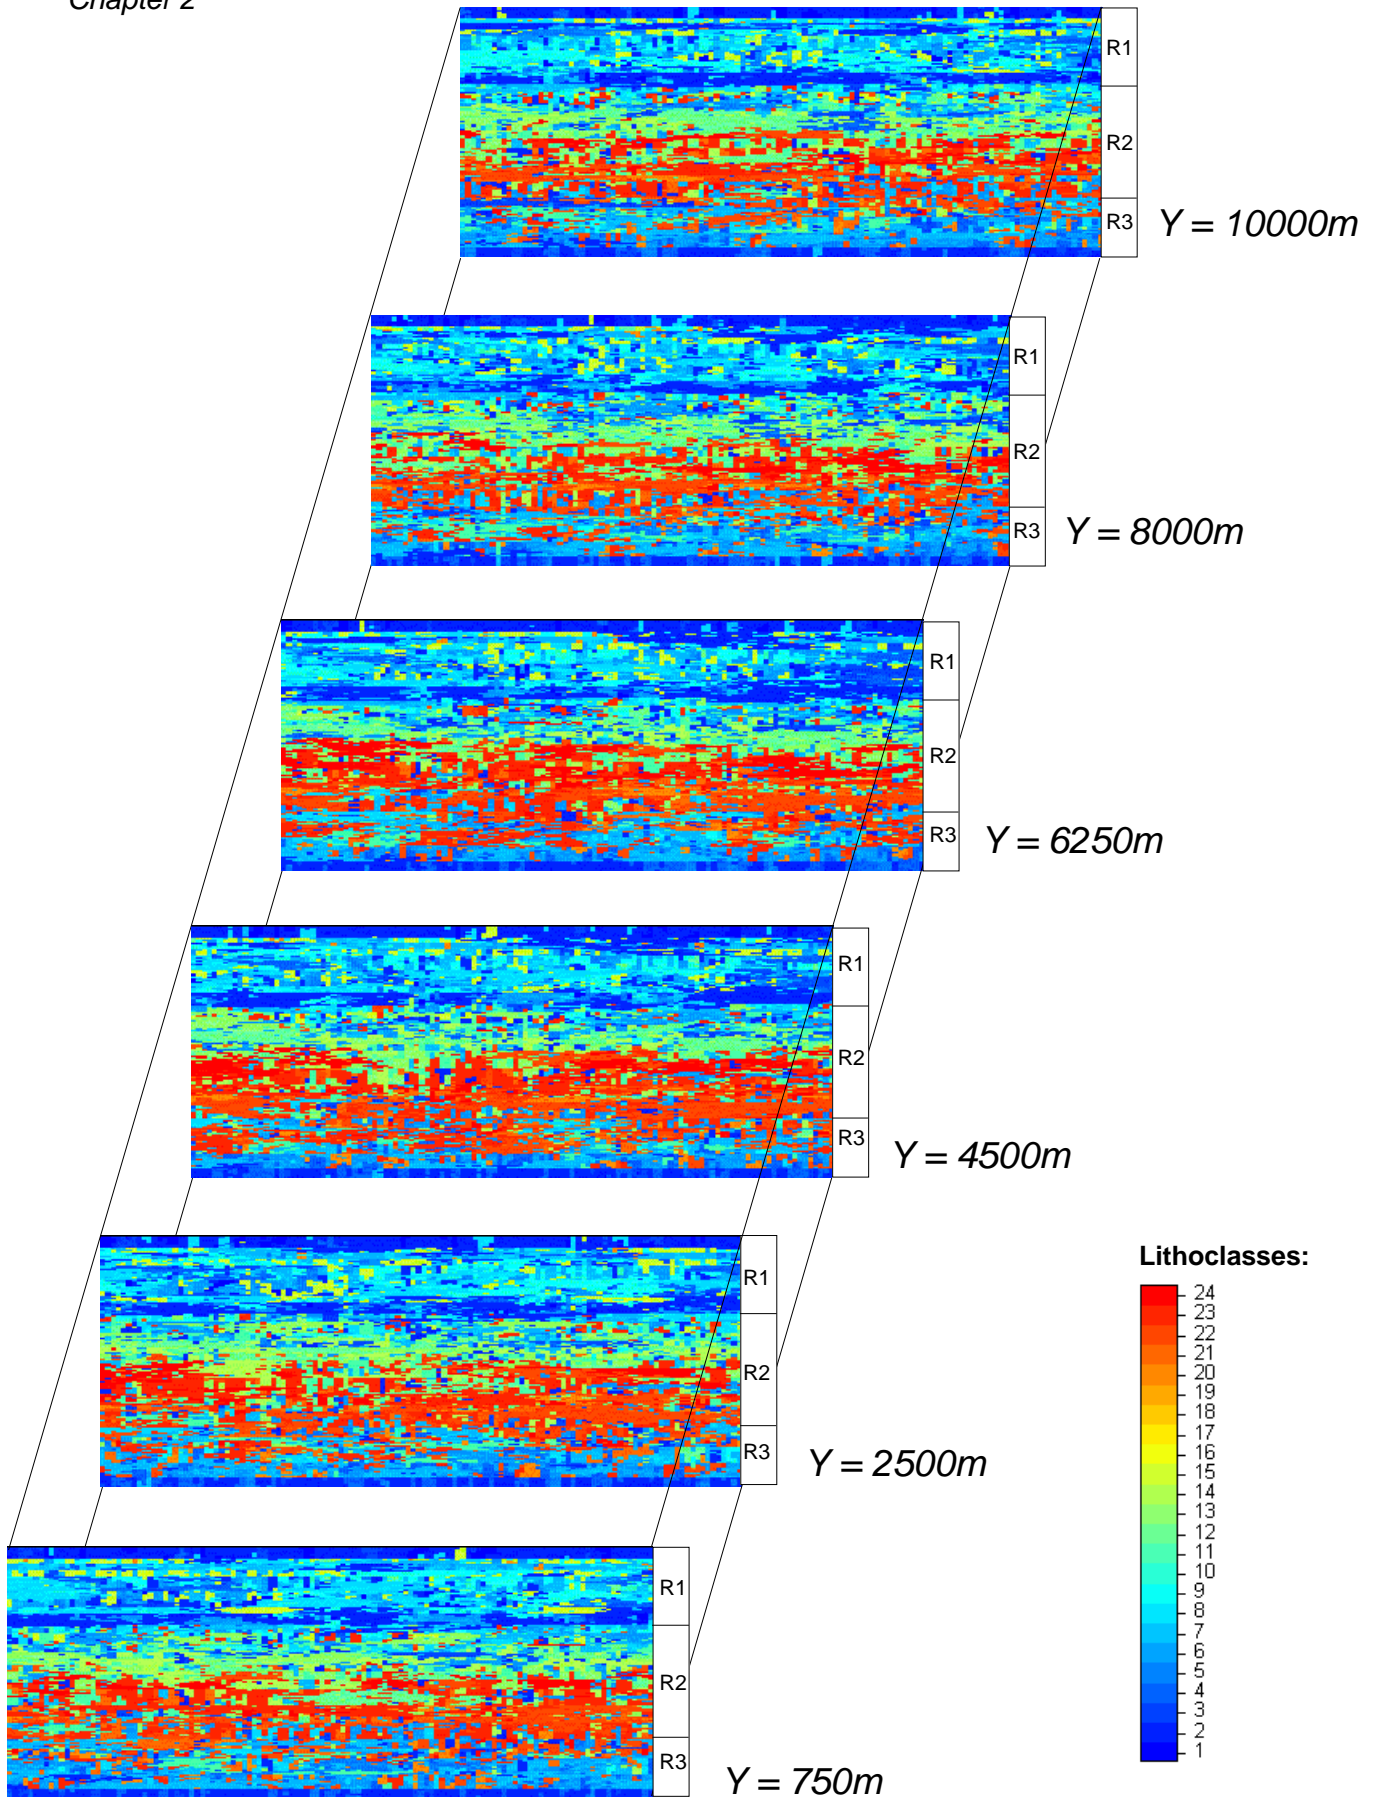 Chapter 2
R1
R2
R3
Y = 10000m
R1
R2
R3
Y = 8000m
R1
R2
R3
Y = 6250m
R1
R2
R3
Y = 4500m
R1
R2
R3
Y = 2500m
Lithoclasses:
24
23
22
21
20
19
18
17
16
15
14
13
12
11
10
9
8
7
6
5
4
3
2
1
R1
R2
R3
Y = 750m